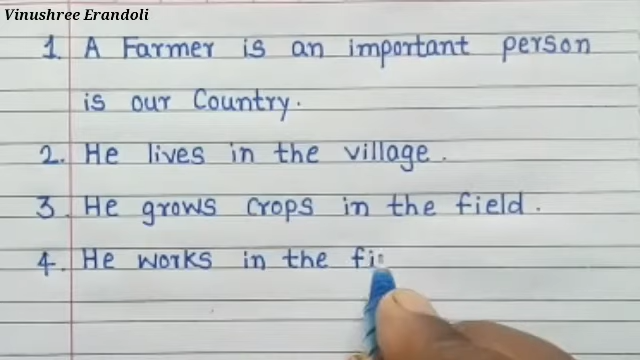 Vinushree Erandoli
1. A Farmer is an important person
is our Country.
2. He lives in the village.
3. He grows crops in the field.
4. He works in the fi